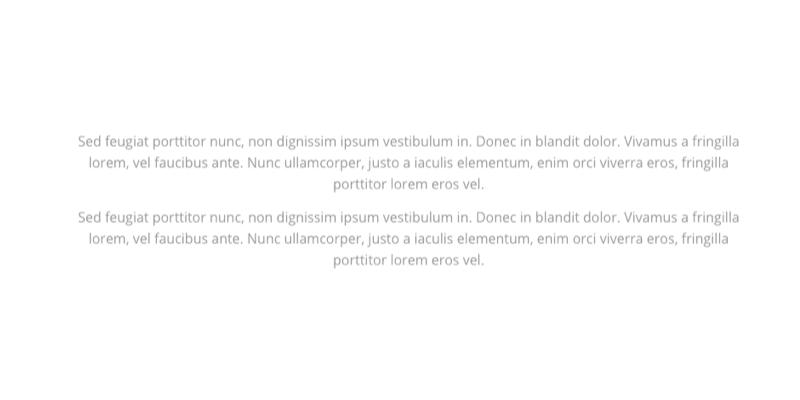 Sed feugiat porttitor nunc, non dignissim ipsum vestibulum in. Donec in blandit dolor. Vivamus a fringilla
lorem, vel faucibus ante. Nunc ullamcorper, justo a iaculis elementum, enim orci viverra eros, fringilla
porttitor lorem eros vel.
Sed feugiat porttitor nunc, non dignissim ipsum vestibulum in. Donec in blandit dolor. Vivamus a fringilla
lorem, vel faucibus ante. Nunc ullamcorper, justo a iaculis elementum, enim orci viverra eros, fringilla
porttitor lorem eros vel.